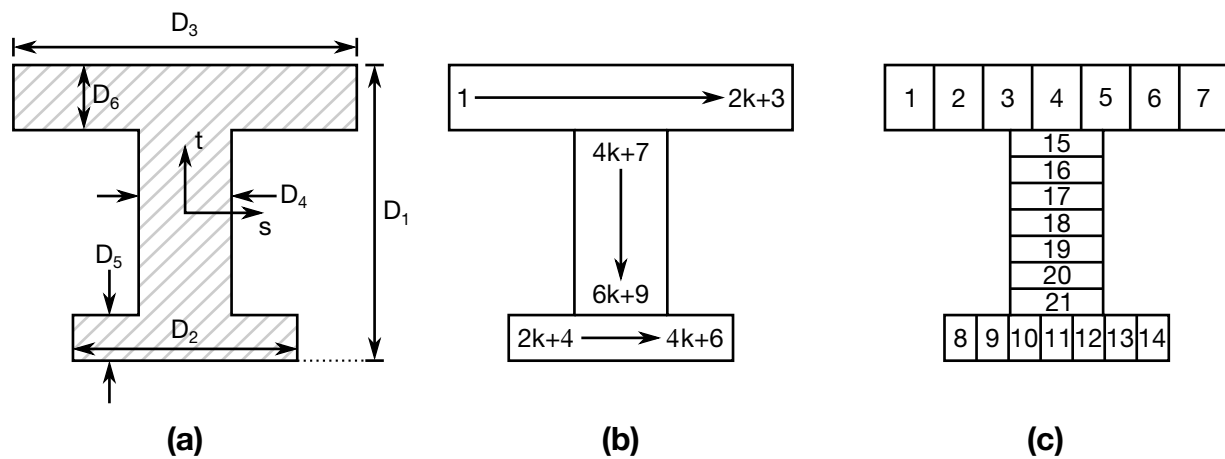 D₃
D₆
t
D₄
s
D₁
D₅
D₂
(a)
1 2k+3
4k+7
6k+9
2k+4 4k+6
(b)
1 2 3 4 5 6 7
15
16
17
18
19
20
21
8 9 10 11 12 13 14
(c)